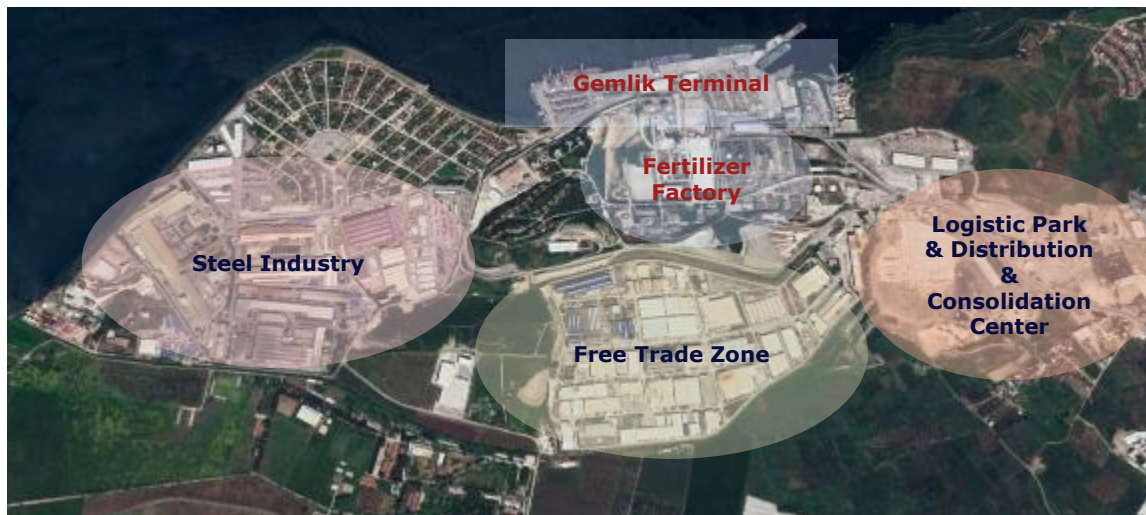 Gemlik Terminal
Fertilizer
Factory
Steel Industry
Free Trade Zone
Logistic Park
& Distribution
&
Consolidation
Center